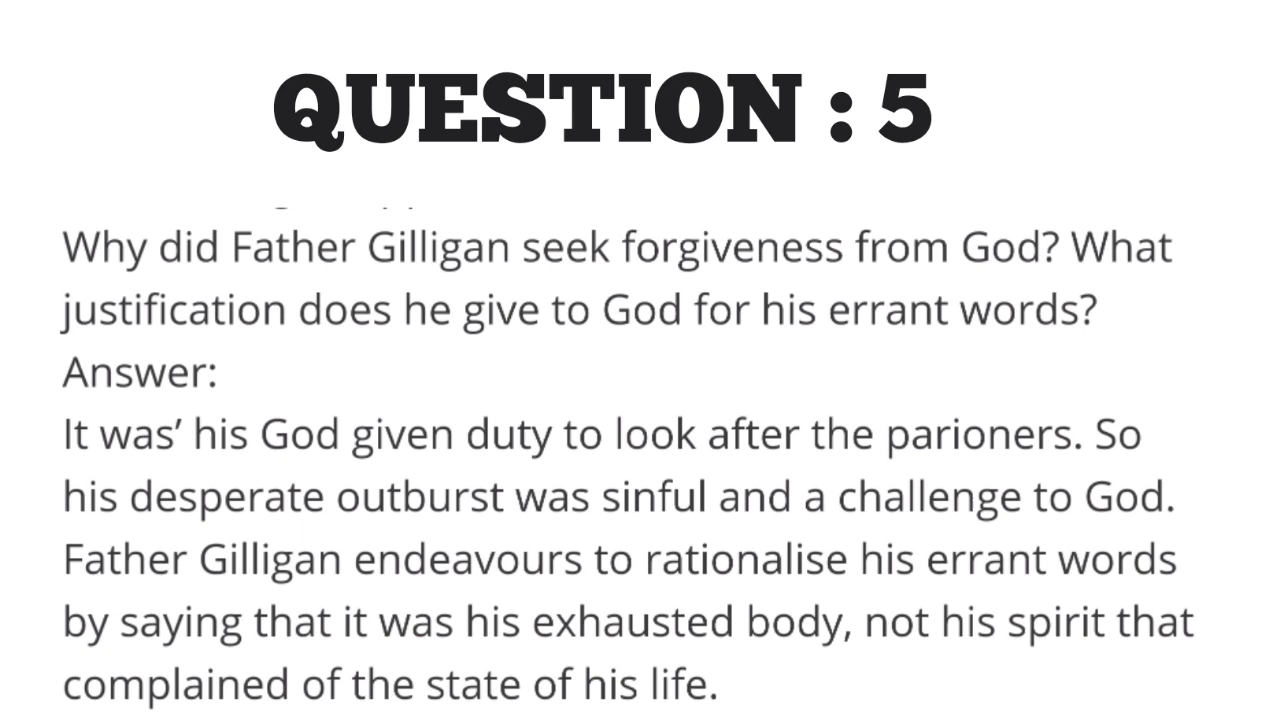 QUESTION : 5
Why did Father Gilligan seek forgiveness from God? What
justification does he give to God for his errant words?
Answer:
It was’ his God given duty to look after the parioners. So
his desperate outburst was sinful and a challenge to God.
Father Gilligan endeavours to rationalise his errant words
by saying that it was his exhausted body, not his spirit that
complained of the state of his life.